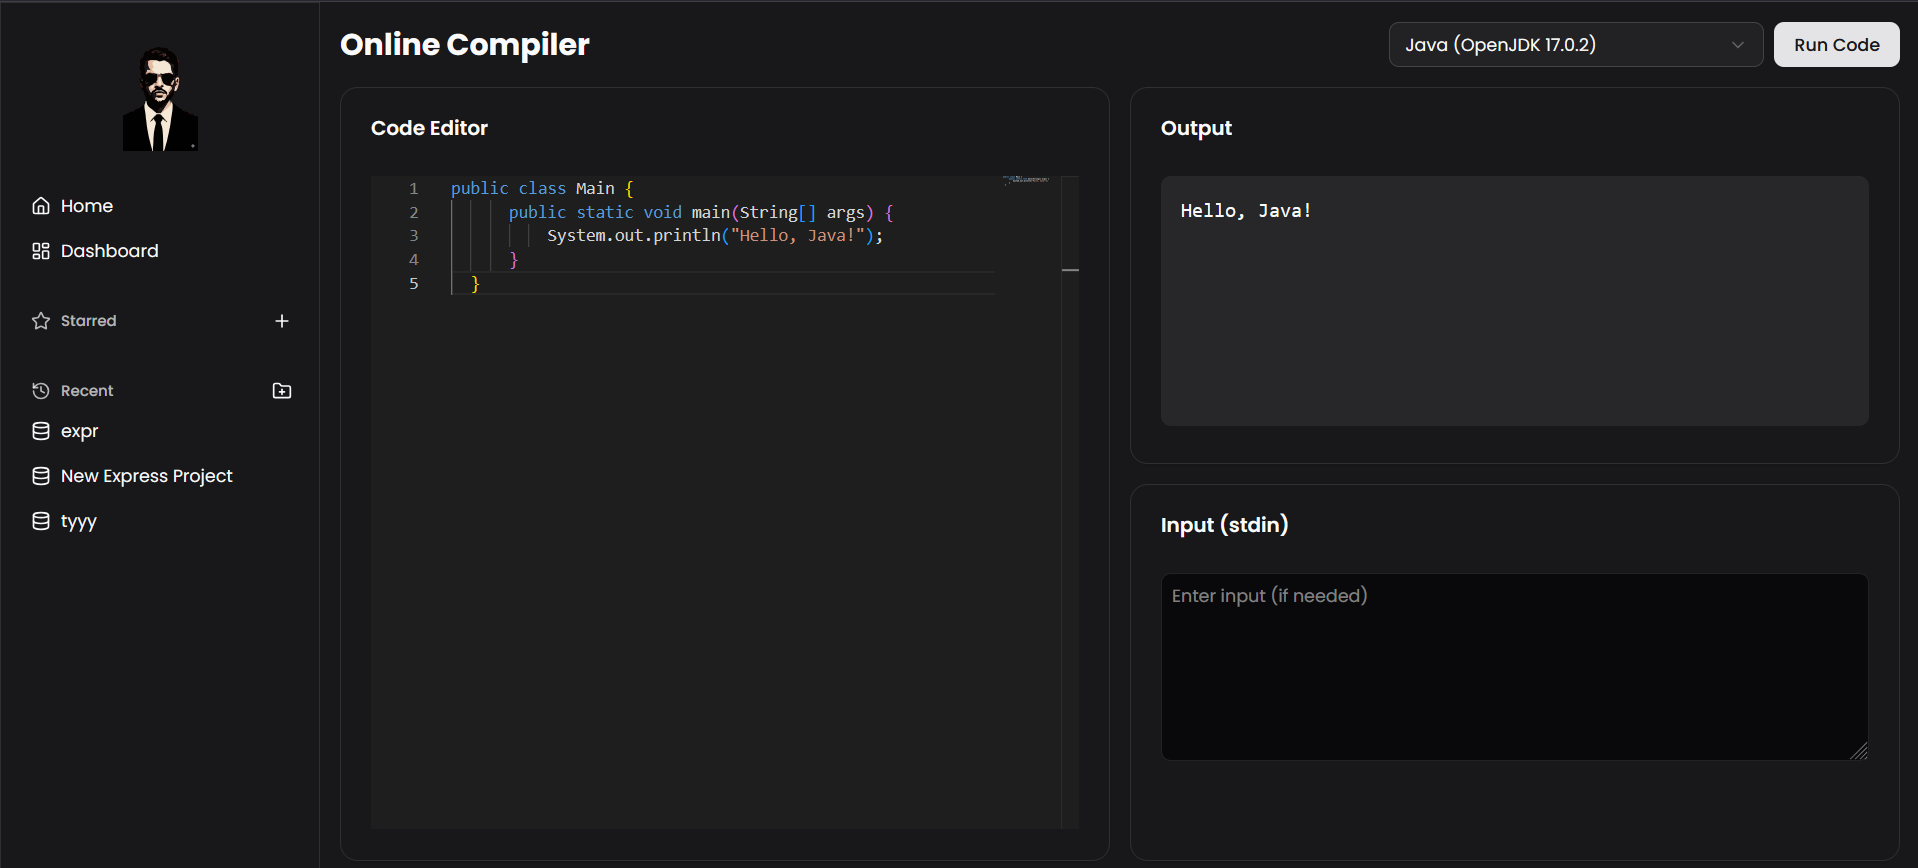 Home
Dashboard
Starred
Recent
expr
New Express Project
tyyy
Online Compiler
Java (OpenJDK 17.0.2)
Run Code
Code Editor
1 public class Main {
2 public static void main(String[] args) {
3 System.out.println("Hello, Java!");
4 }
5 }
Output
Hello, Java!
Input (stdin)
Enter input (if needed)